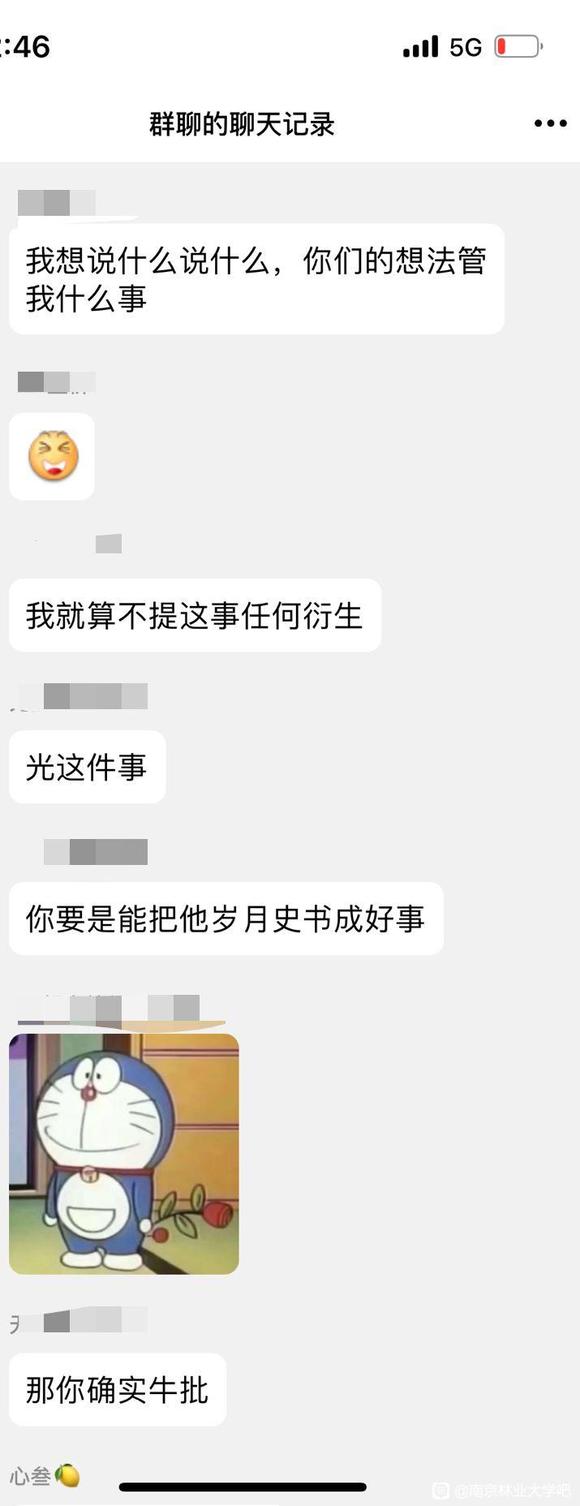 :46
5G
群聊的聊天记录
我想说什么说什么，你们的想法管
我什么事
我就算不提这事任何衍生
光这件事
你要是能把他岁月史书成好事
那你确实牛批
心叁🍋
@南京林业大学吧